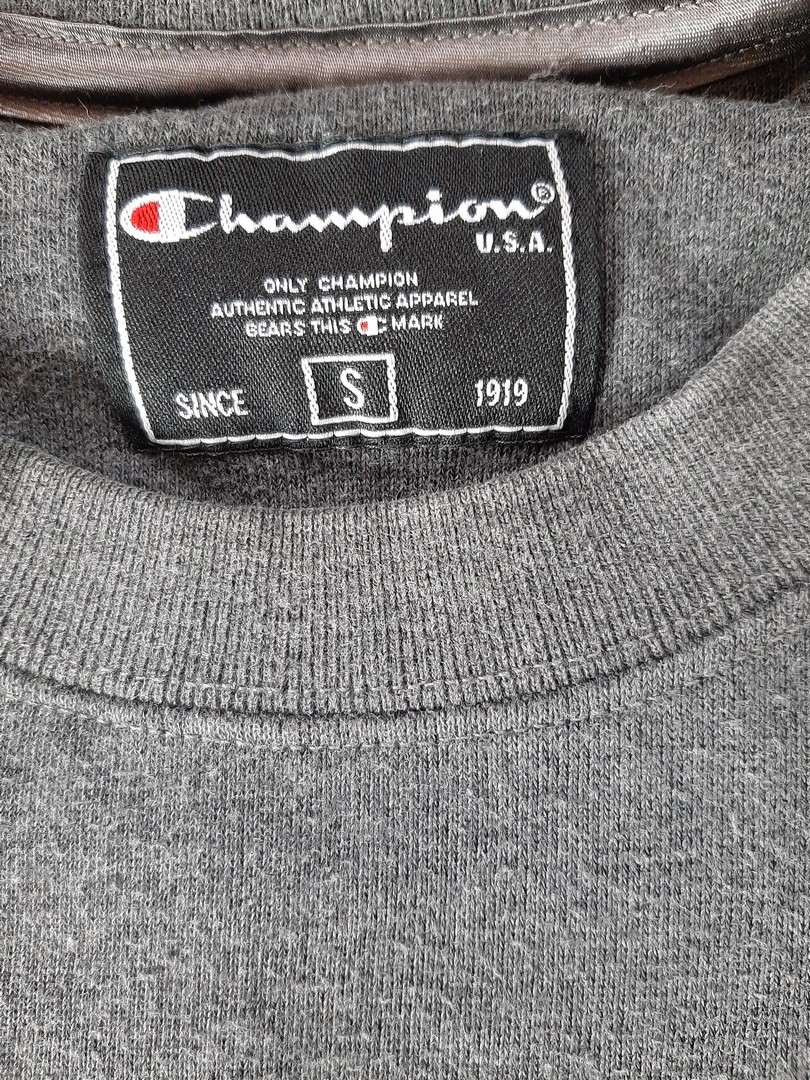 Champion®
U.S.A.
ONLY CHAMPION
AUTHENTIC ATHLETIC APPAREL
BEARS THIS C MARK
SINCE S 1919